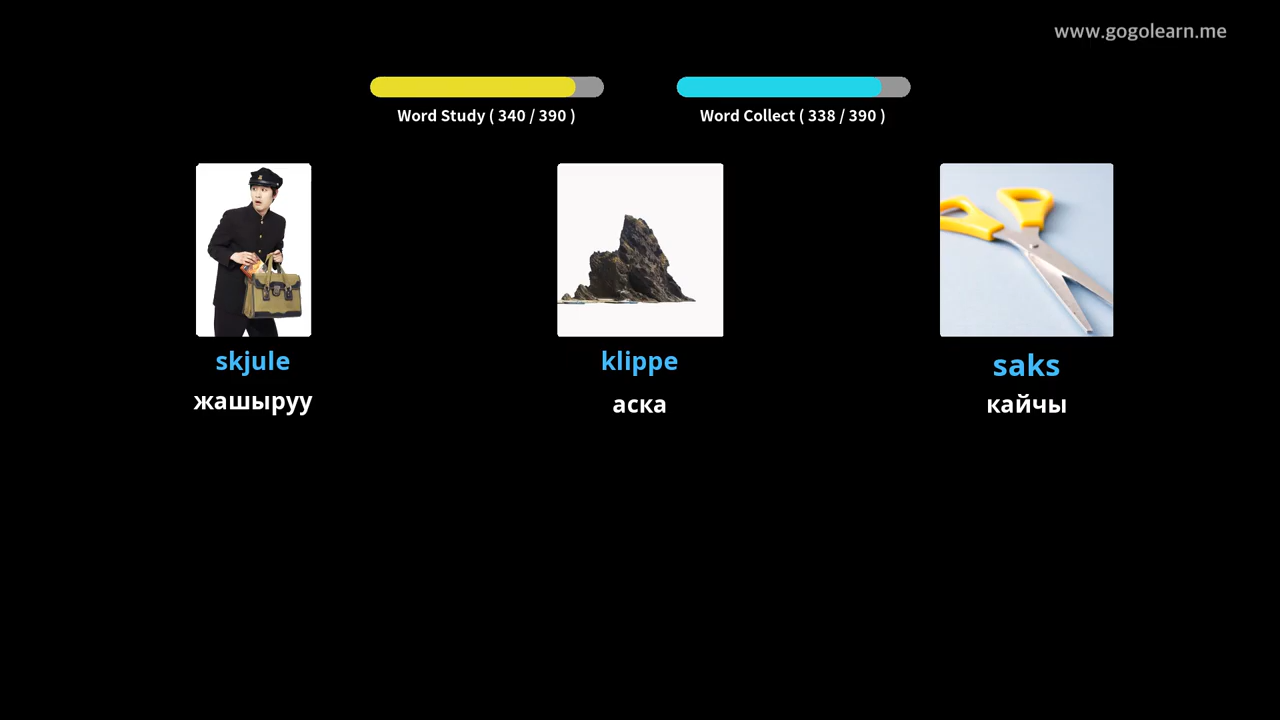 www.gogolearn.me
Word Study ( 340 / 390 )
Word Collect ( 338 / 390 )
skjule
жашыруу
klippe
аска
saks
кайчы